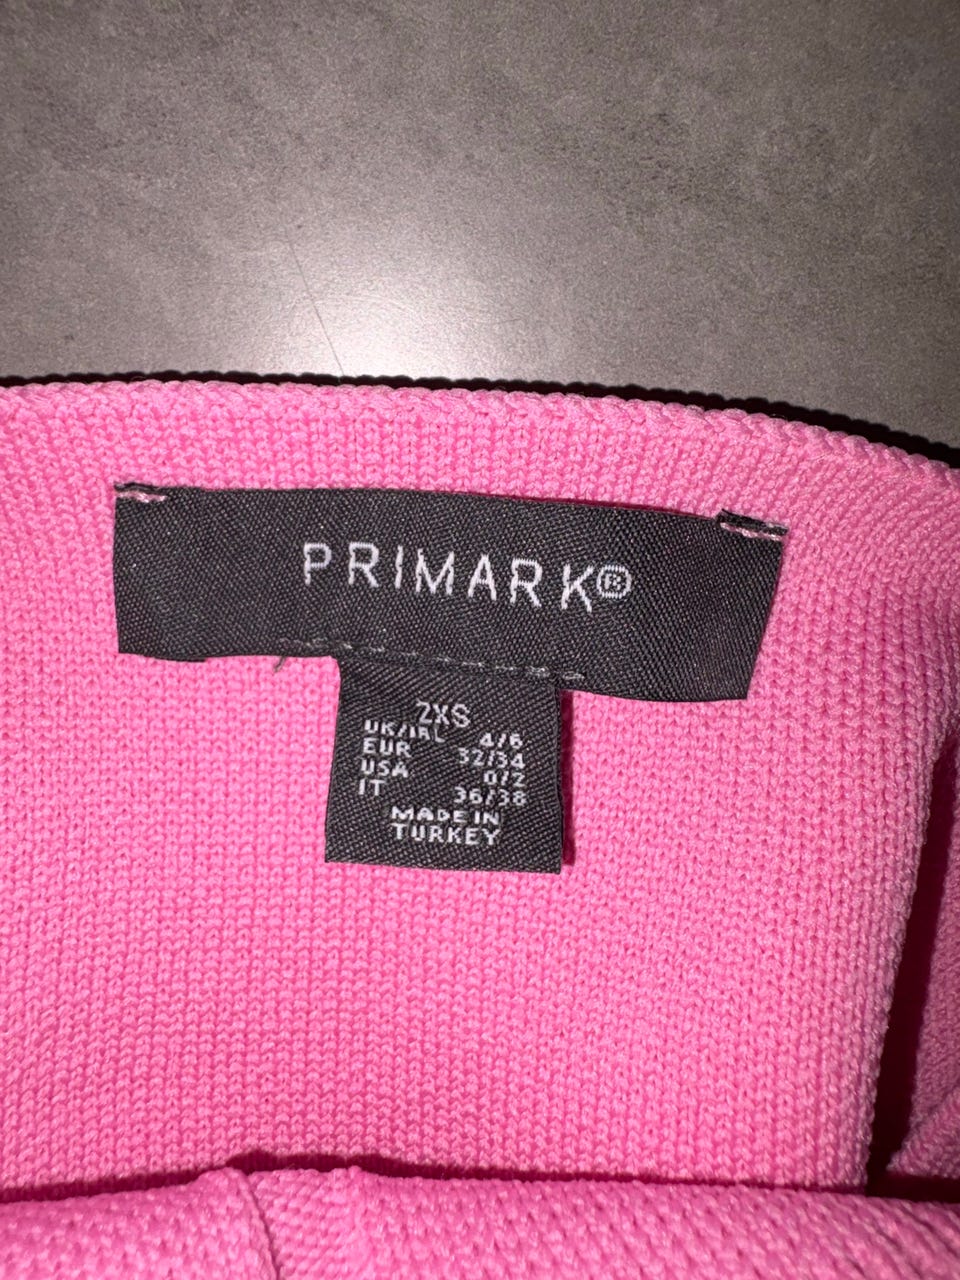 PRIMARK®
2XS
UK/IRL 4/6
EUR 32/34
USA 0/2
IT 36/38
MADE IN
TURKEY